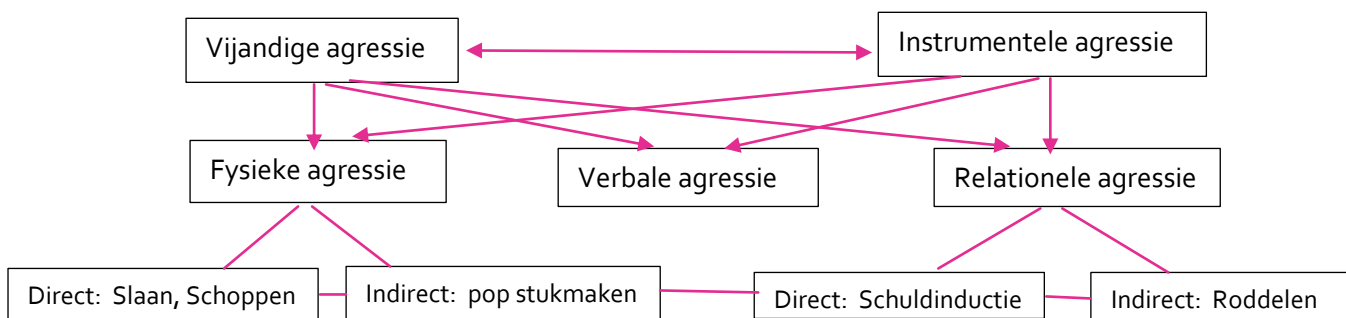 Vijandige agressie
Instrumentele agressie
Fysieke agressie
Verbale agressie
Relationele agressie
Direct: Slaan, Schoppen
Indirect: pop stukmaken
Direct: Schuldinductie
Indirect: Roddelen